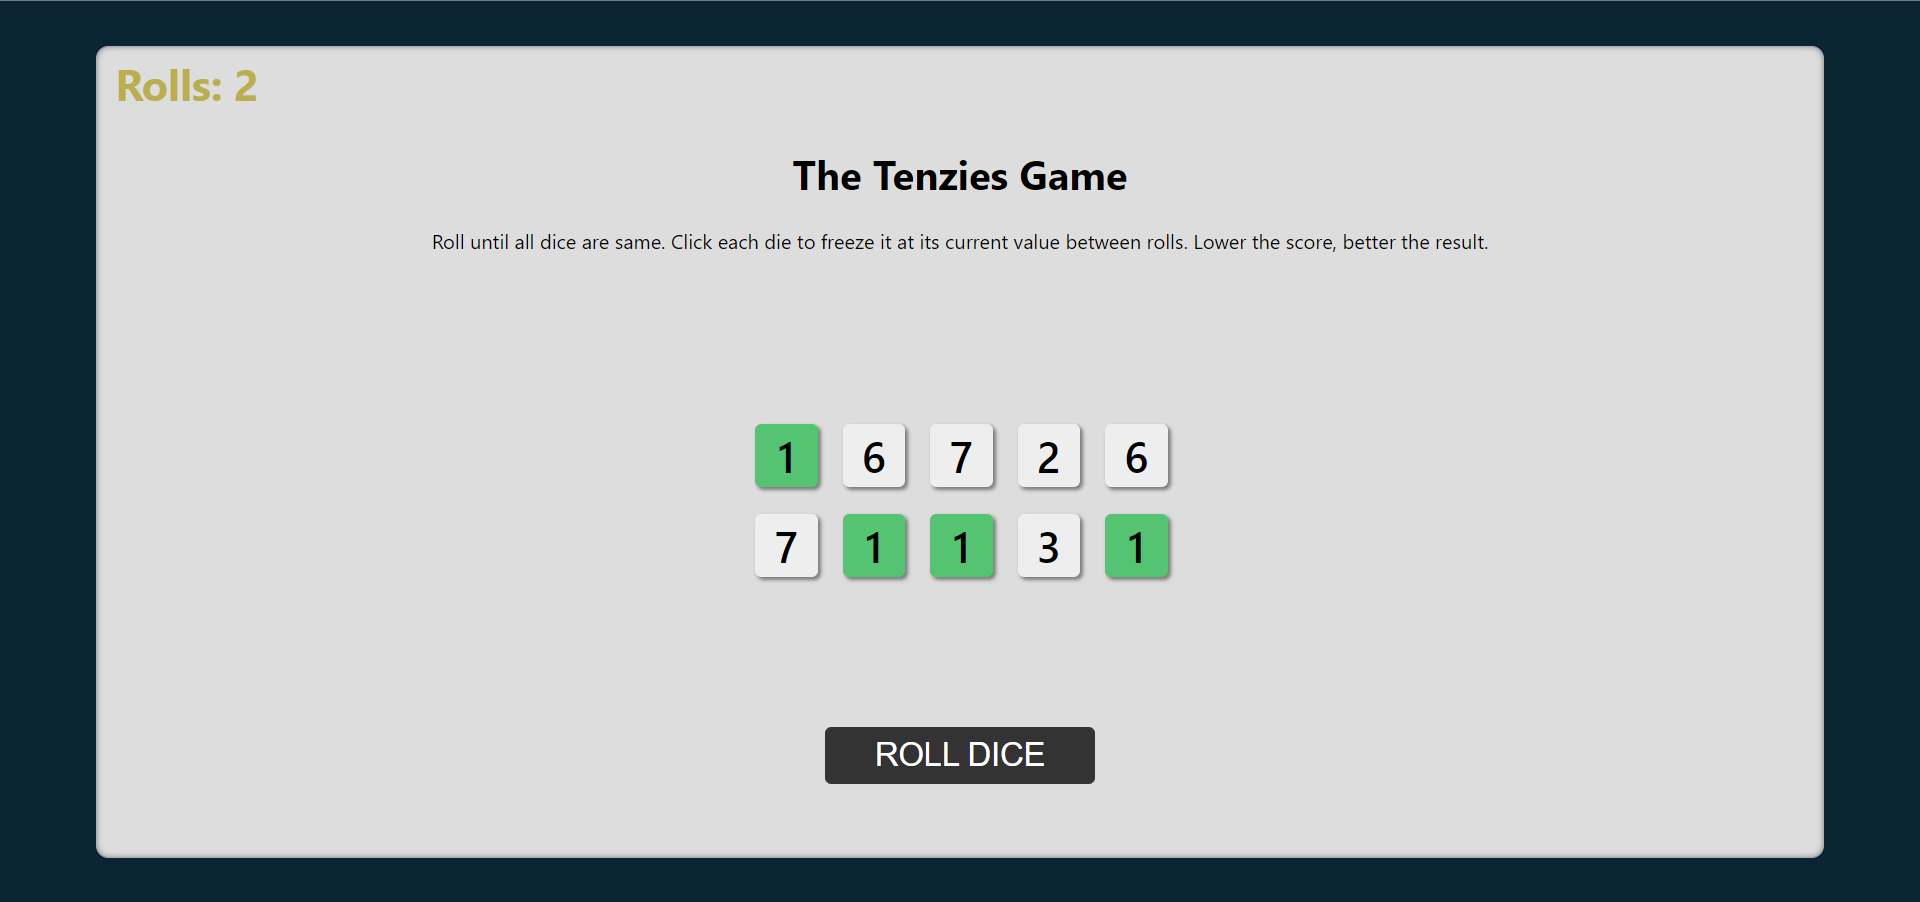 Rolls: 2
The Tenzies Game
Roll until all dice are same. Click each die to freeze it at its current value between rolls. Lower the score, better the result.
1 6 7 2 6
7 1 1 3 1
ROLL DICE